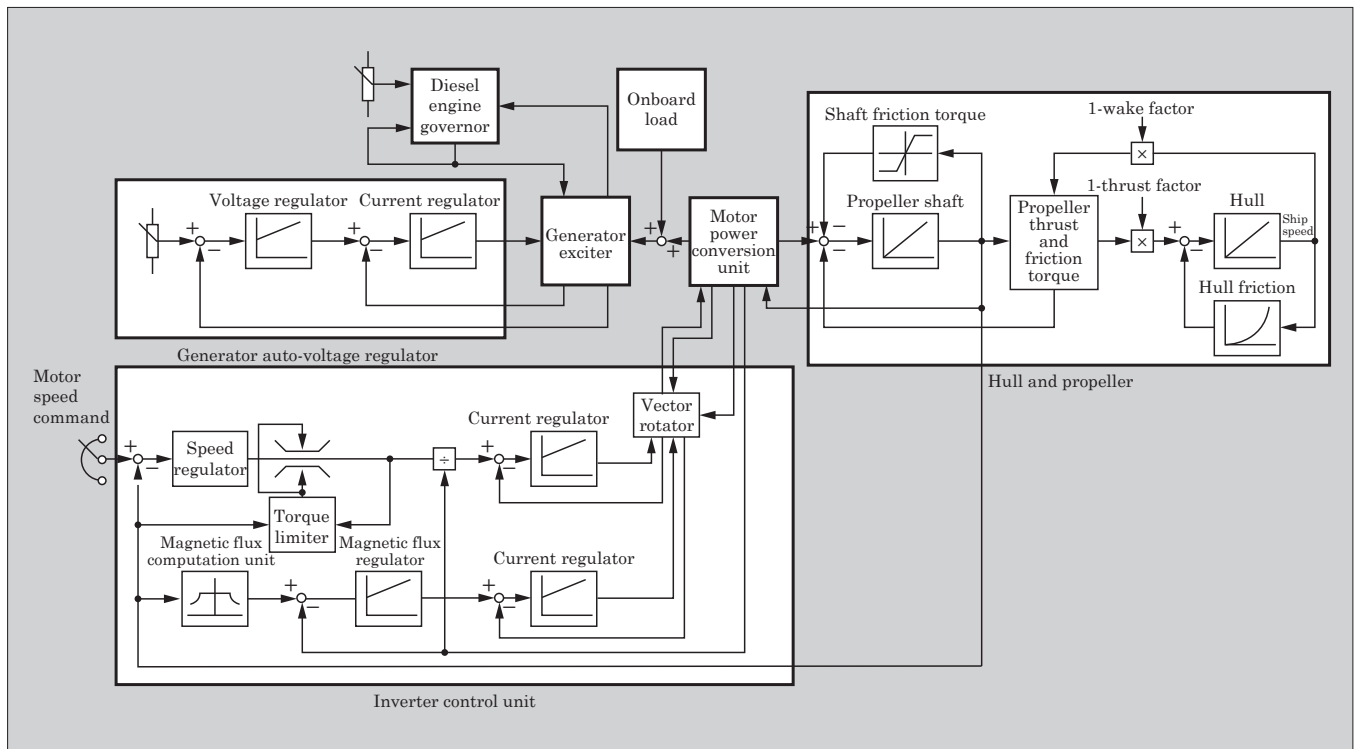 Diesel
engine
governor
Onboard
load
Shaft friction torque
1-wake factor
×
Voltage regulator
Current regulator
Generator
exciter
Motor
power
conversion
unit
Propeller shaft
Propeller
thrust
and
friction
torque
1-thrust factor
×
Hull
Ship
speed
Hull friction
+
−
+
−
+
+
+
−
−
+
−
Generator auto-voltage regulator
Hull and propeller
Motor
speed
command
+
−
Speed
regulator
Torque
limiter
÷
+
−
Current regulator
Vector
rotator
Magnetic flux
computation unit
+
−
Magnetic flux
regulator
+
−
Current regulator
Inverter control unit